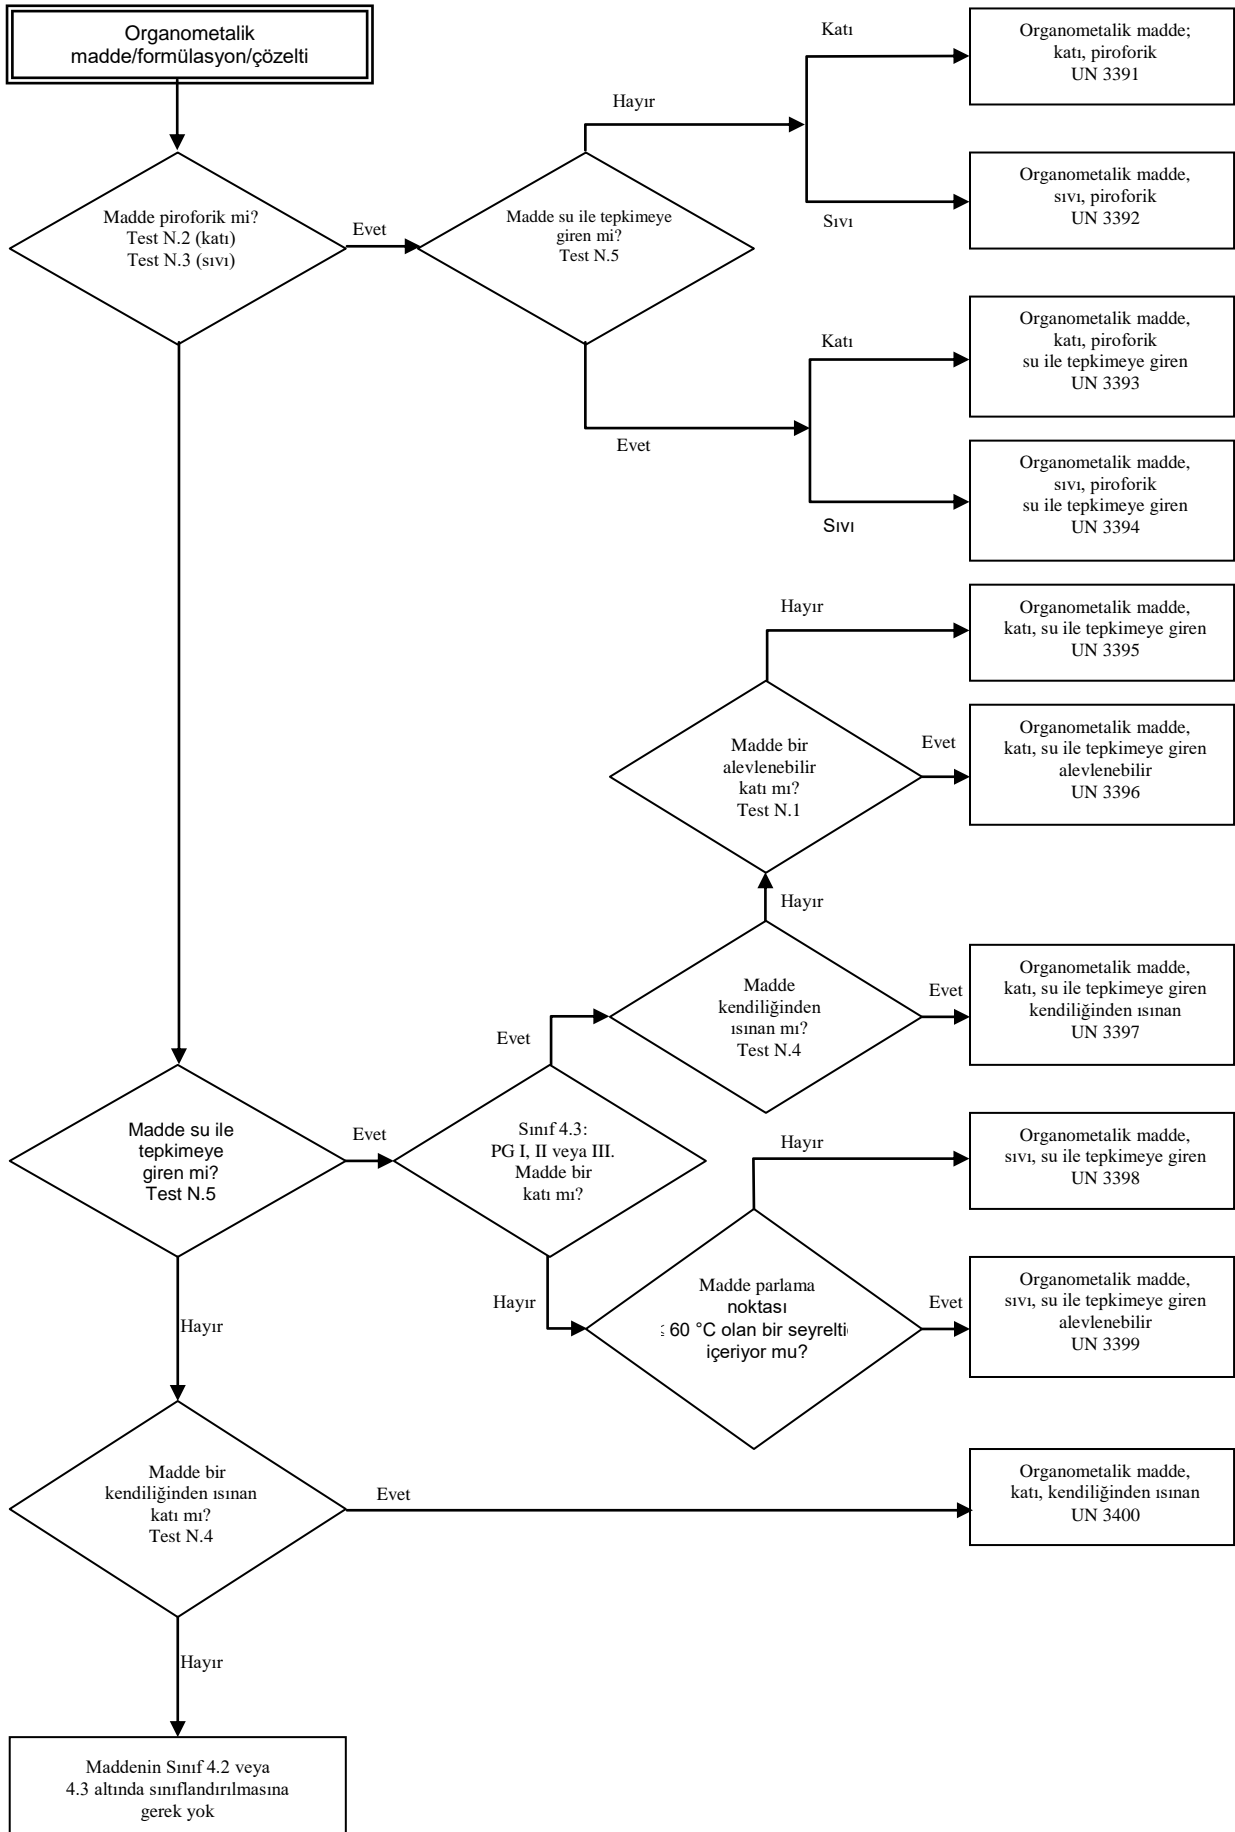 Organometalik
madde/formülasyon/çözelti
Katı
Organometalik madde;
katı, piroforik
UN 3391
Hayır
Organometalik madde,
sıvı, piroforik
UN 3392
Sıvı
Madde piroforik mi?
Test N.2 (katı)
Test N.3 (sıvı)
Evet
Madde su ile tepkimeye
giren mi?
Test N.5
Katı
Organometalik madde,
katı, piroforik
su ile tepkimeye giren
UN 3393
Evet
Organometalik madde,
sıvı, piroforik
su ile tepkimeye giren
UN 3394
Sıvı
Hayır
Organometalik madde,
katı, su ile tepkimeye giren
UN 3395
Madde bir
alevlenebilir
katı mı?
Test N.1
Evet
Organometalik madde,
katı, su ile tepkimeye giren
alevlenebilir
UN 3396
Hayır
Madde
kendiliğinden
ısınan mı?
Test N.4
Evet
Organometalik madde,
katı, su ile tepkimeye giren
kendiliğinden ısınan
UN 3397
Evet
Madde su ile
tepkimeye
giren mi?
Test N.5
Evet
Sınıf 4.3:
PG I, II veya III.
Madde bir
katı mı?
Hayır
Organometalik madde,
sıvı, su ile tepkimeye giren
UN 3398
Hayır
Madde parlama
noktası
60 °C olan bir
içeriyor mu?
Evet
Organometalik madde,
sıvı, su ile tepkimeye giren
alevlenebilir
UN 3399
Hayır
Madde bir
kendiliğinden ısınan
katı mı?
Test N.4
Evet
Organometalik madde,
katı, kendiliğinden ısınan
UN 3400
Hayır
Maddenin Sınıf 4.2 veya
4.3 altında sınıflandırılmasına
gerek yok